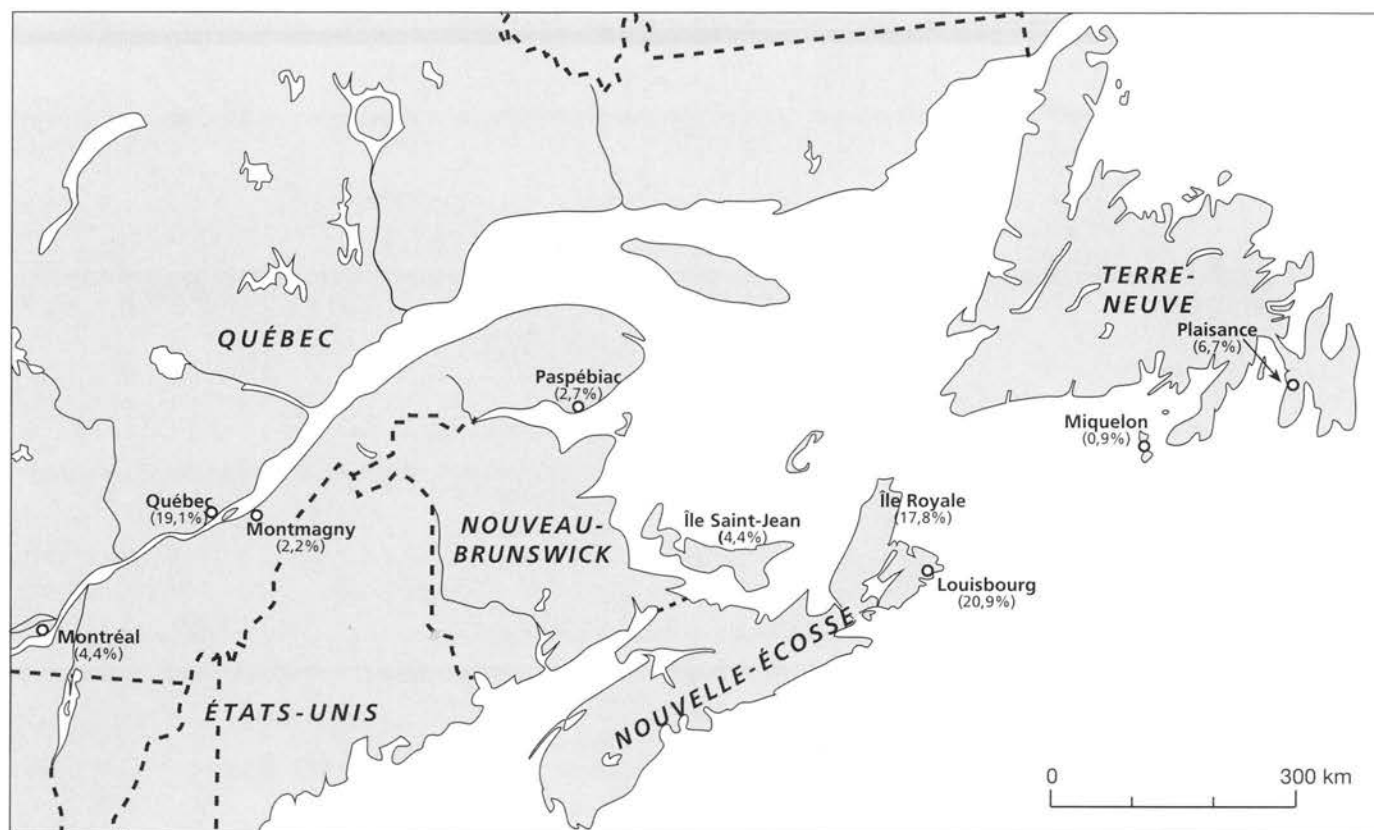 QUÉBEC
TERRE-
NEUVE
Plaisance
(6,7%)
Paspébiac
(2,7%)
Miquelon
(0,9%)
Québec
(19,1%)
Montmagny
(2,2%)
NOUVEAU-
BRUNSWICK
Île Saint-Jean
(4,4%)
Île Royale
(17,8%)
Louisbourg
(20,9%)
Montréal
(4,4%)
NOUVELLE-ÉCOSSE
ÉTATS-UNIS
0 300 km